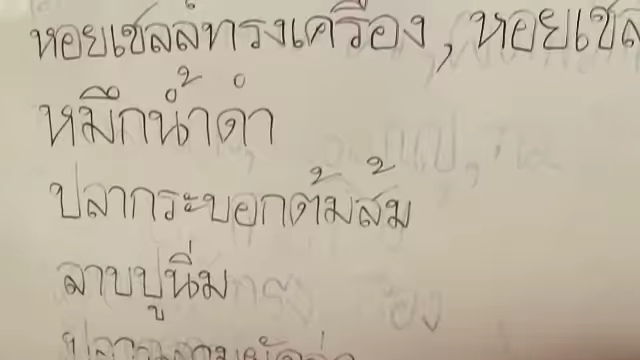 หอยเชลล์ทรงเครื่อง, หอยเชล
หมึกน้ำดำ
ปลากระบอกต้มส้ม
ลาบปูนิ่ม